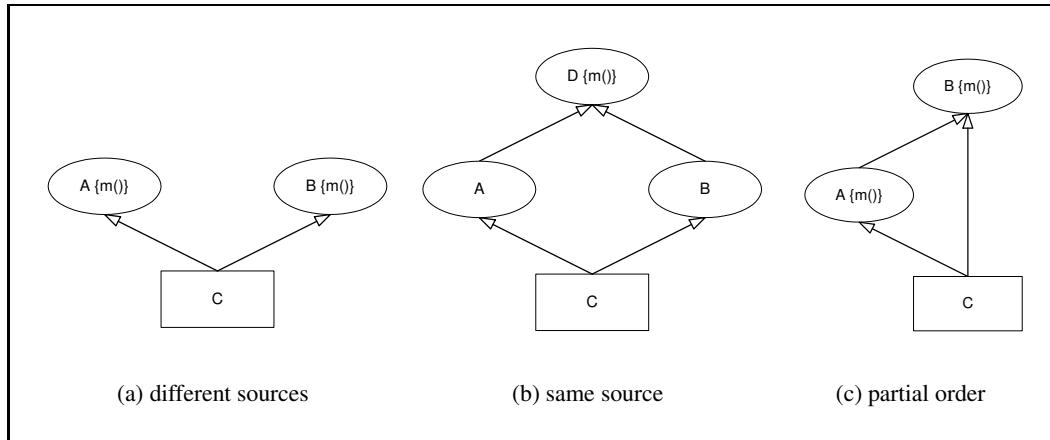 A {m()}
B {m()}
C
(a) different sources
D {m()}
A
B
C
(b) same source
B {m()}
A {m()}
C
(c) partial order